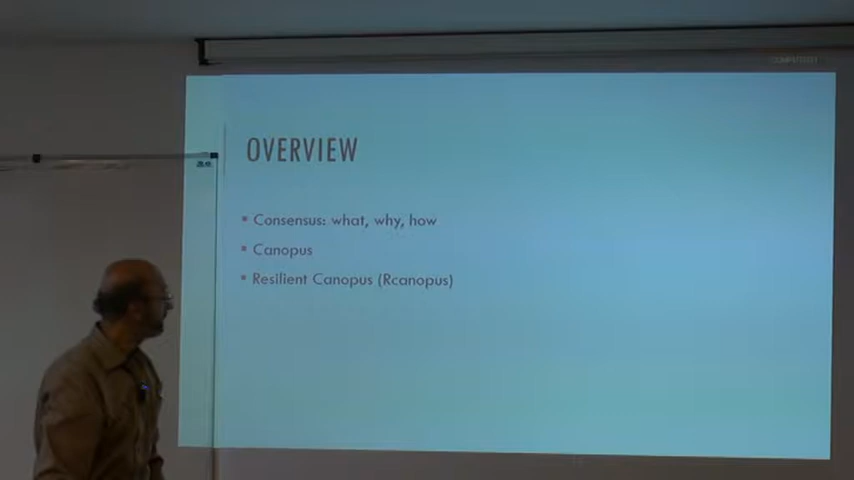 OVERVIEW
Consensus: what, why, how
Canopus
Resilient Canopus (Rcanopus)